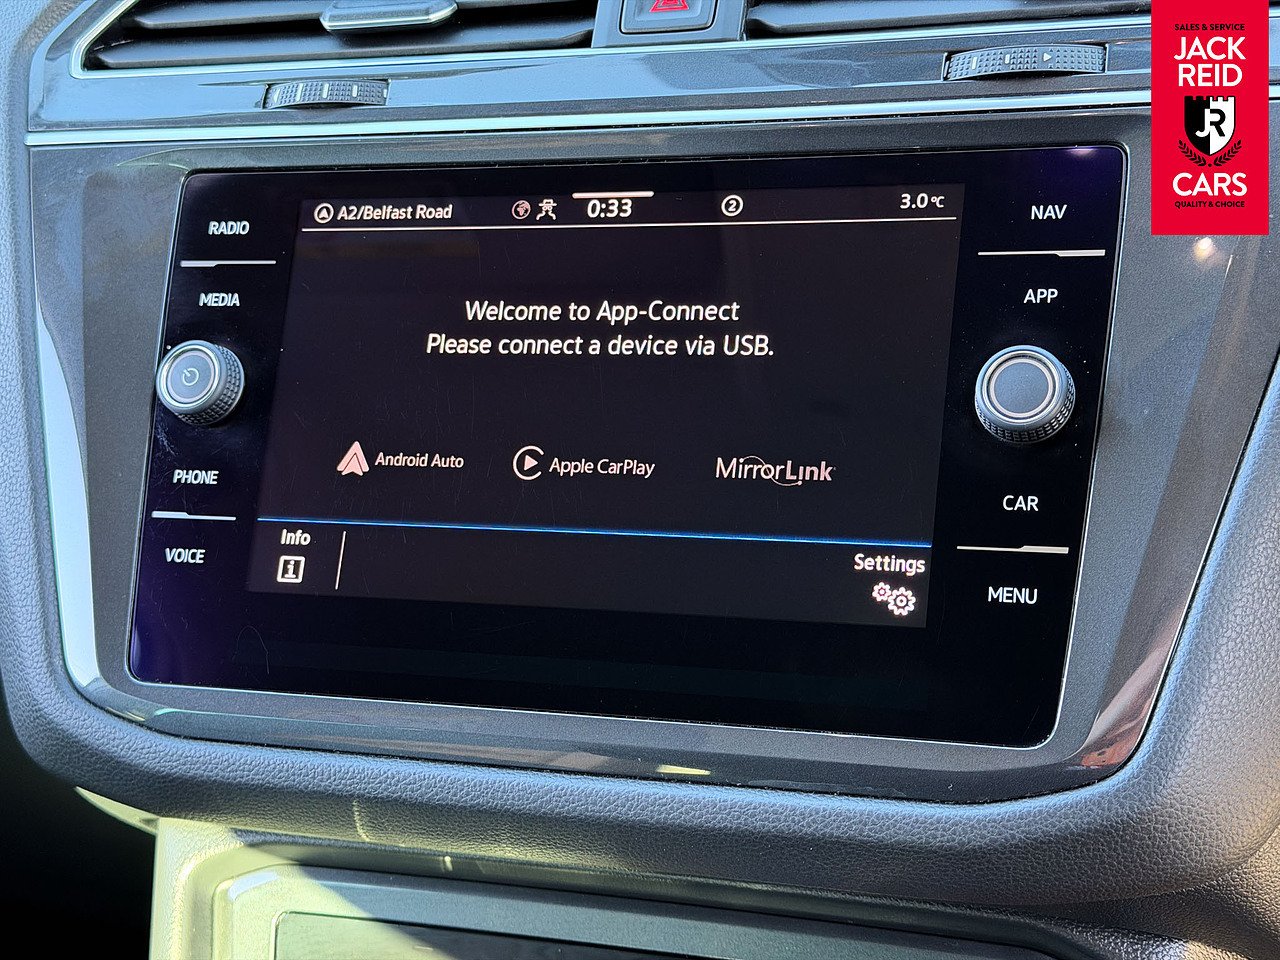 SALES & SERVICE
JACK
REID
JR
CARS
QUALITY & CHOICE
A2/Belfast Road 0:33 2 3.0°C
RADIO
MEDIA
PHONE
VOICE
Welcome to App-Connect
Please connect a device via USB.
Android Auto Apple CarPlay MirrorLink
Info
i
Settings
NAV
APP
CAR
MENU